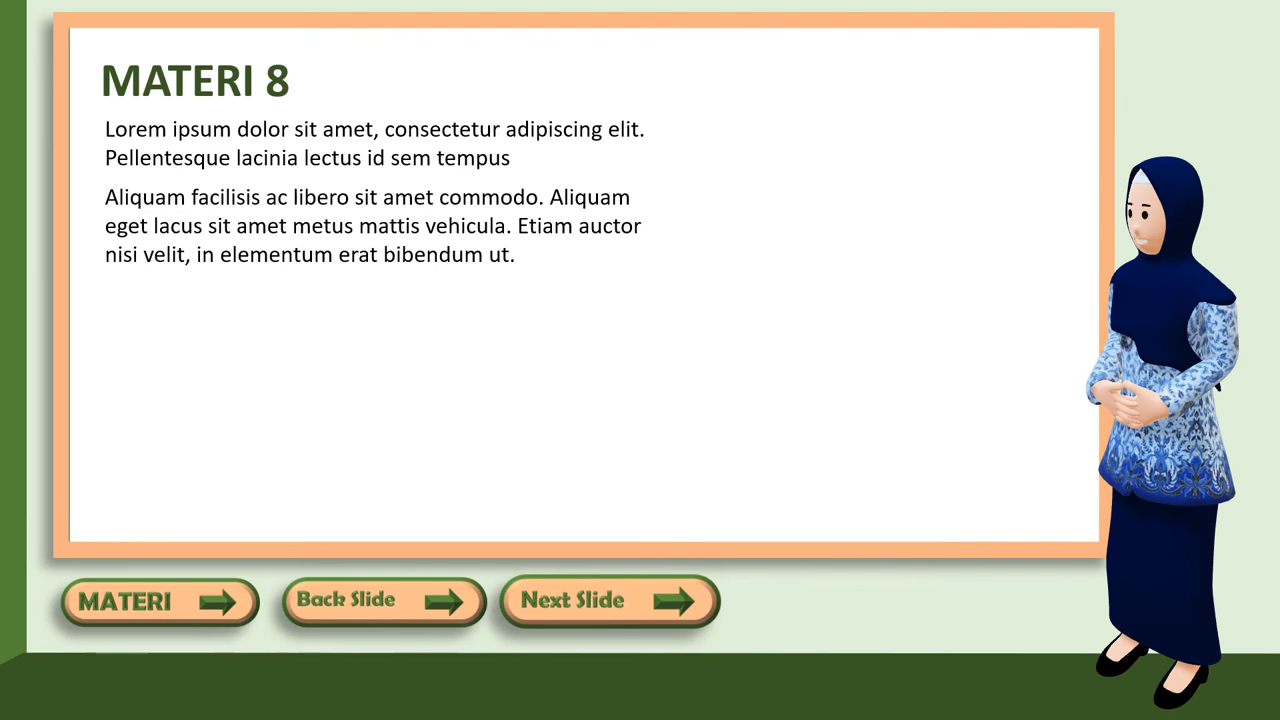 MATERI 8
Lorem ipsum dolor sit amet, consectetur adipiscing elit.
Pellentesque lacinia lectus id sem tempus
Aliquam facilisis ac libero sit amet commodo. Aliquam
eget lacus sit amet metus mattis vehicula. Etiam auctor
nisi velit, in elementum erat bibendum ut.
MATERI
Back Slide
Next Slide